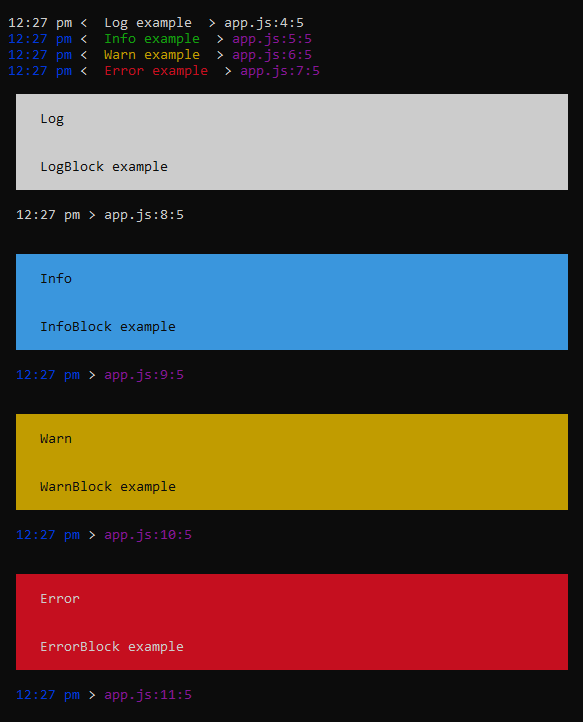 12:27 pm < Log example > app.js:4:5
12:27 pm < Info example > app.js:5:5
12:27 pm < Warn example > app.js:6:5
12:27 pm < Error example > app.js:7:5
Log
LogBlock example
12:27 pm > app.js:8:5
Info
InfoBlock example
12:27 pm > app.js:9:5
Warn
WarnBlock example
12:27 pm > app.js:10:5
Error
ErrorBlock example
12:27 pm > app.js:11:5